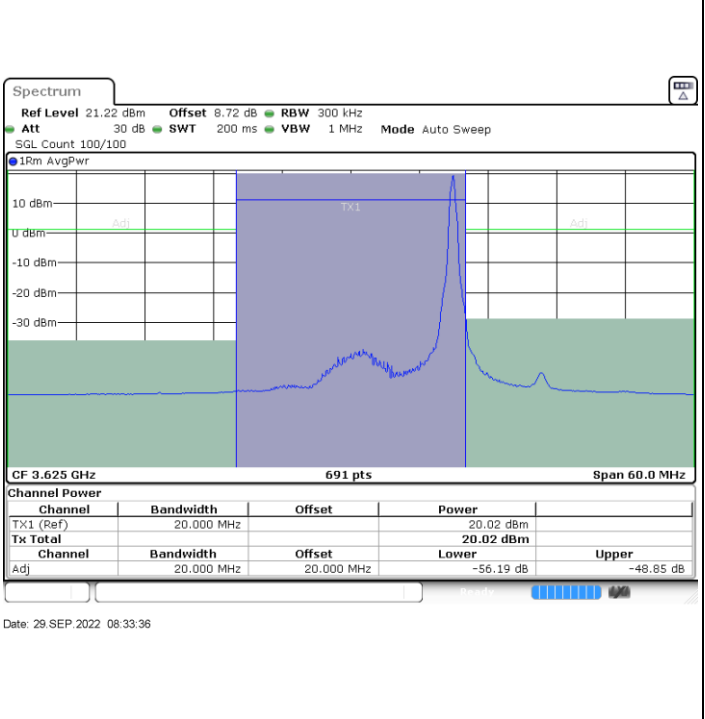 Spectrum
Ref Level 21.22 dBm Offset 8.72 dB RBW 300 kHz
Att 30 dB SWT 200 ms VBW 1 MHz Mode Auto Sweep
SGL Count 100/100
1Rm AvgPwr
10 dBm
TX1
Adj Adj
0 dBm
-10 dBm
-20 dBm
-30 dBm
CF 3.625 GHz 691 pts Span 60.0 MHz
Channel Power
Channel Bandwidth Offset Power
TX1 (Ref) 20.000 MHz 20.02 dBm
Tx Total 20.02 dBm
Channel Bandwidth Offset Lower Upper
Adj 20.000 MHz 20.000 MHz -56.19 dB -48.85 dB
Ready
Date: 29.SEP.2022 08:33:36